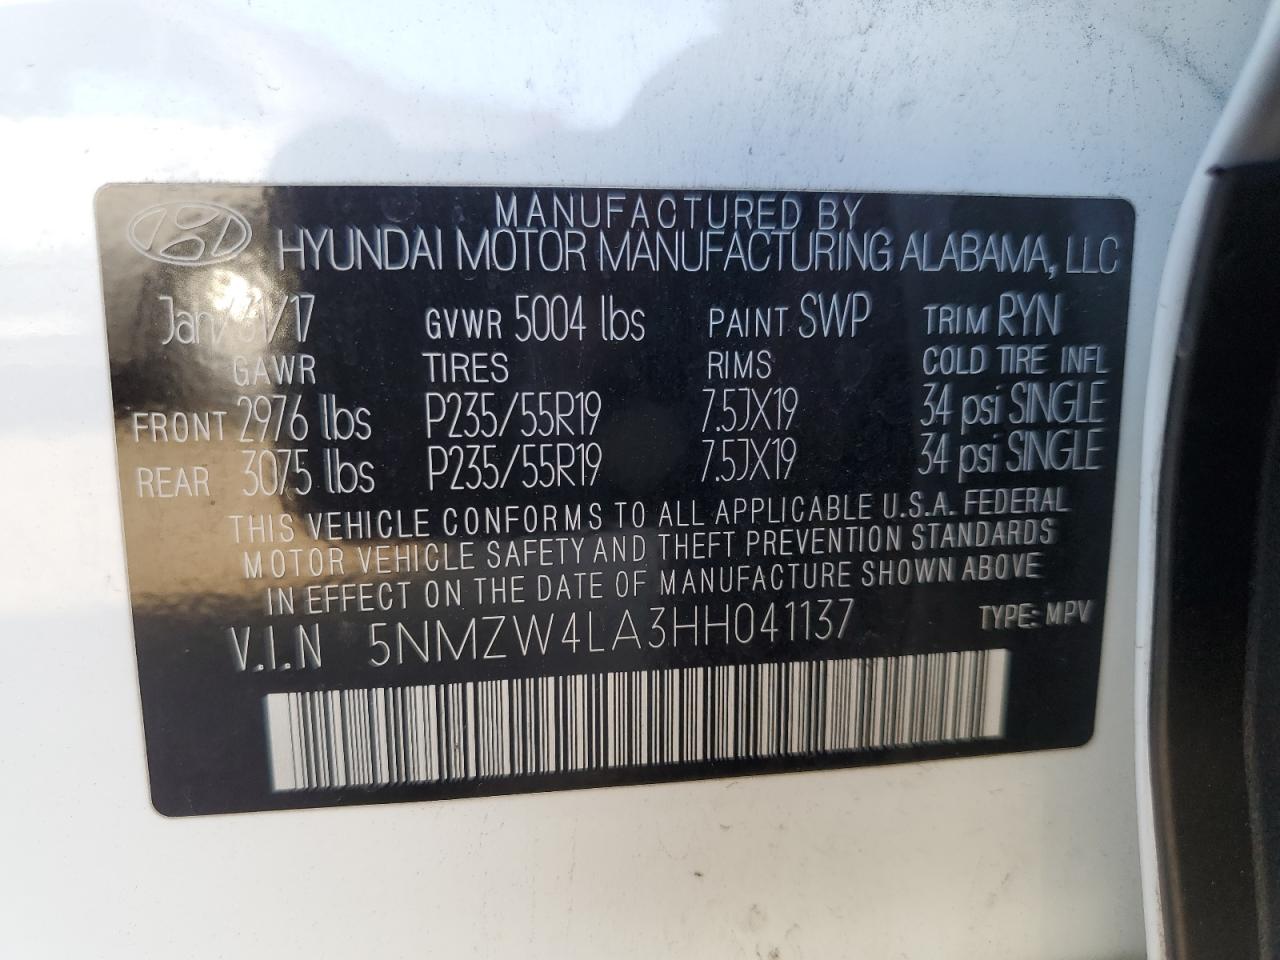 MANUFACTURED BY
HYUNDAI MOTOR MANUFACTURING ALABAMA, LLC
GVWR 5004 lbs PAINT SWP TRIM RYN
GAWR TIRES RIMS COLD TIRE INFL
FRONT 2976 lbs P235/55R19 7.5JX19 34 psi SINGLE
REAR 3075 lbs P235/55R19 7.5JX19 34 psi SINGLE
THIS VEHICLE CONFORMS TO ALL APPLICABLE U.S.A. FEDERAL
MOTOR VEHICLE SAFETY AND THEFT PREVENTION STANDARDS
IN EFFECT ON THE DATE OF MANUFACTURE SHOWN ABOVE
V.I.N 5NMZW4LA3HH041137 TYPE: MPV